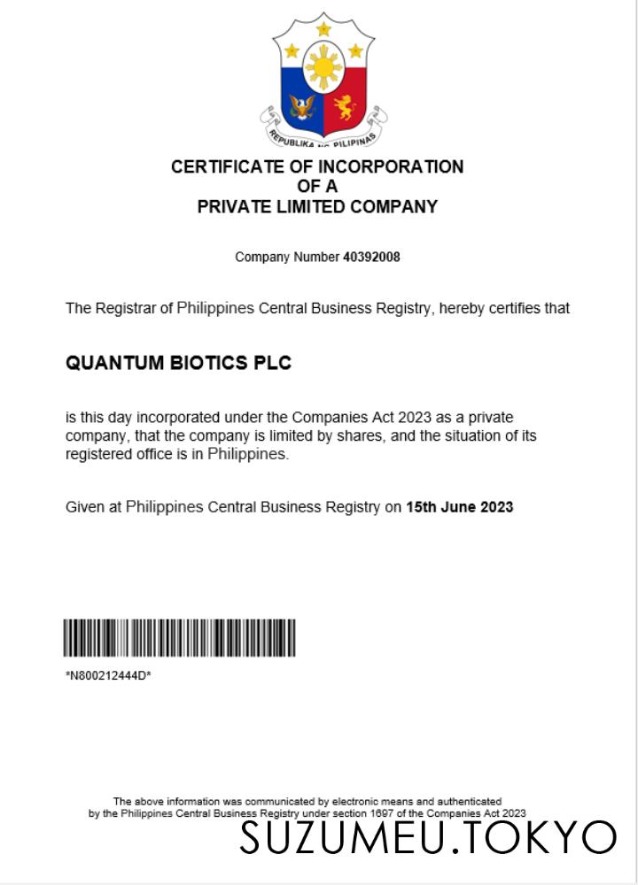 REPUBLIKA NG PILIPINAS
CERTIFICATE OF INCORPORATION
OF A
PRIVATE LIMITED COMPANY
Company Number 40392008
The Registrar of Philippines Central Business Registry, hereby certifies that
QUANTUM BIOTICS PLC
is this day incorporated under the Companies Act 2023 as a private
company, that the company is limited by shares, and the situation of its
registered office is in Philippines.
Given at Philippines Central Business Registry on 15th June 2023
*N800212444D*
The above information was communicated by electronic means and authenticated
by the Philippines Central Business Registry under section 1697 of the Companies Act 2023
SUZUMEU.TOKYO